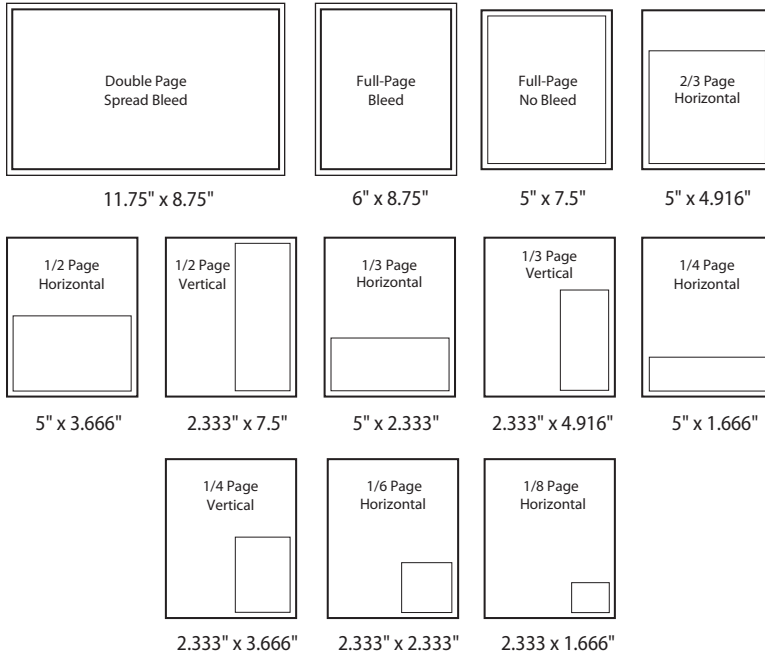 Double Page
Spread Bleed
Full-Page
Bleed
Full-Page
No Bleed
2/3 Page
Horizontal
11.75" x 8.75"
6" x 8.75"
5" x 7.5"
5" x 4.916"
1/2 Page
Horizontal
1/2 Page
Vertical
1/3 Page
Horizontal
1/3 Page
Vertical
1/4 Page
Horizontal
5" x 3.666"
2.333" x 7.5"
5" x 2.333"
2.333" x 4.916"
5" x 1.666"
1/4 Page
Vertical
1/6 Page
Horizontal
1/8 Page
Horizontal
2.333" x 3.666"
2.333" x 2.333"
2.333 x 1.666"